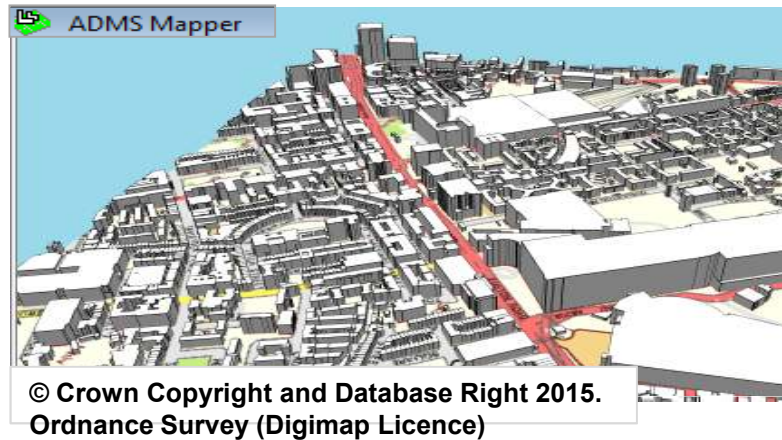 ADMS Mapper
© Crown Copyright and Database Right 2015.
Ordnance Survey (Digimap Licence)